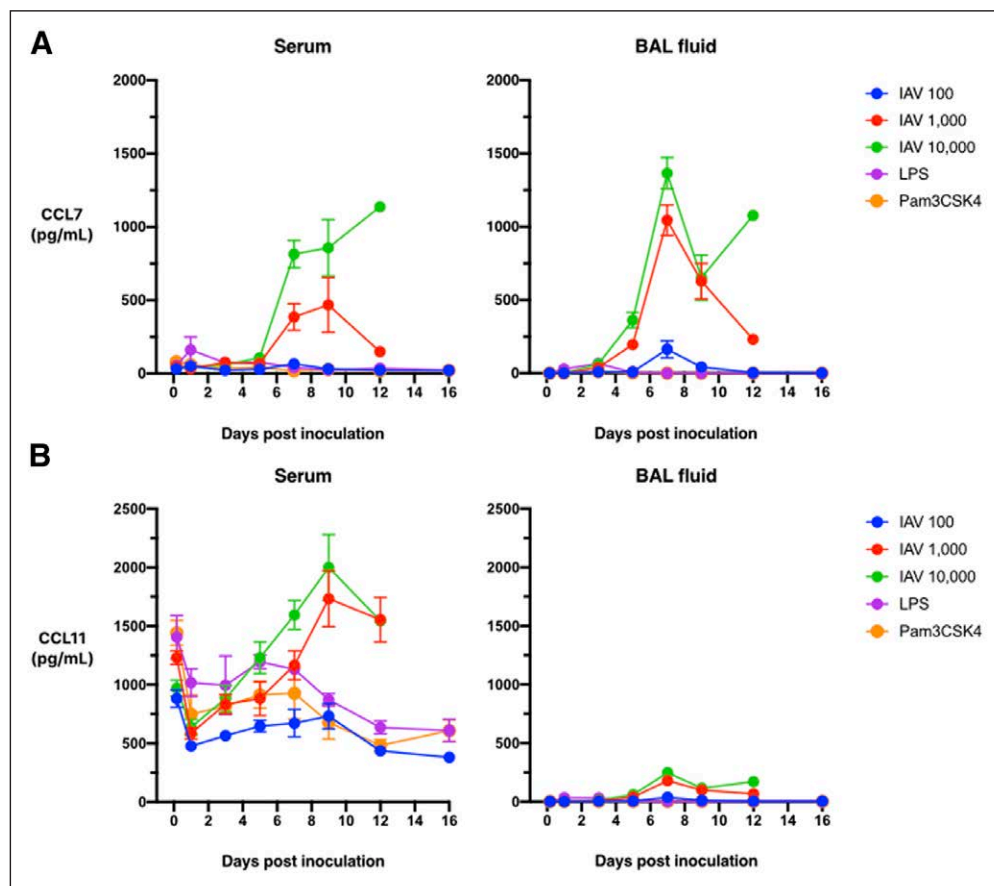 A
Serum
BAL fluid
CCL7
(pg/mL)
2000
1500
1000
500
0
0 2 4 6 8 10 12 14 16
Days post inoculation
2000
1500
1000
500
0
0 2 4 6 8 10 12 14 16
Days post inoculation
IAV 100
IAV 1,000
IAV 10,000
LPS
Pam3CSK4
B
Serum
BAL fluid
CCL11
(pg/mL)
2500
2000
1500
1000
500
0
0 2 4 6 8 10 12 14 16
Days post inoculation
2500
2000
1500
1000
500
0
0 2 4 6 8 10 12 14 16
Days post inoculation
IAV 100
IAV 1,000
IAV 10,000
LPS
Pam3CSK4